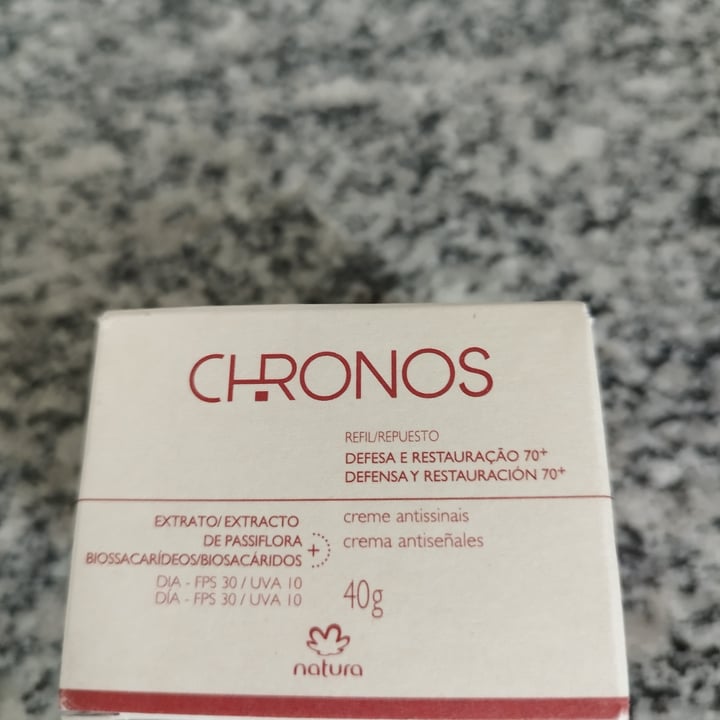 CHRONOS
REFIL/REPUESTO
DEFESA E RESTAURAÇÃO 70+
DEFENSA Y RESTAURACIÓN 70+
EXTRATO/EXTRACTO
DE PASSIFLORA
+
BIOSSACARÍDEOS/BIOSACÁRIDOS
DIA - FPS 30 / UVA 10
DÍA - FPS 30 / UVA 10
creme antissinais
crema antiseñales
40g
natura